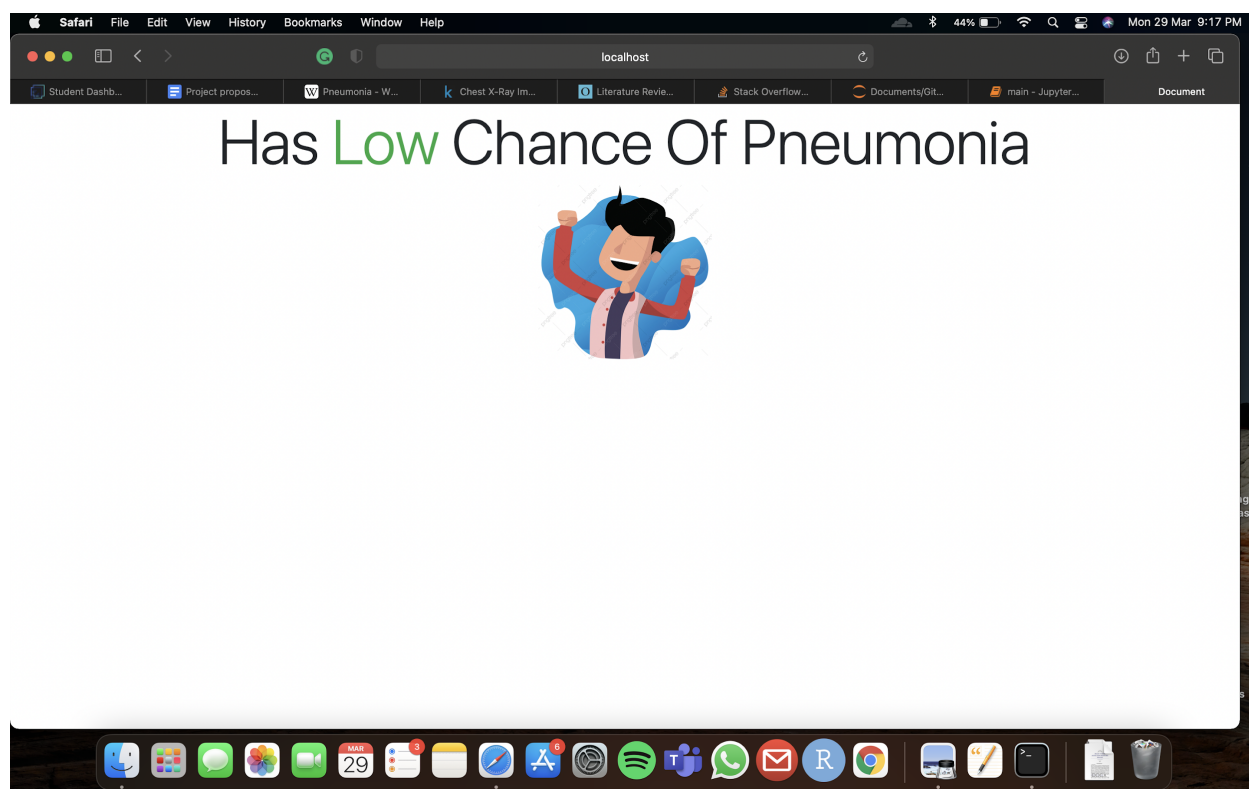 Safari File Edit View History Bookmarks Window Help 44% Mon 29 Mar 9:17 PM
localhost
Student Dashb... Project propos... W Pneumonia - W... k Chest X-Ray Im... O Literature Revie... Stack Overflow... Documents/Git... main - Jupyter... Document
Has Low Chance Of Pneumonia
MAR 3 6
29 T R >_
DOCX